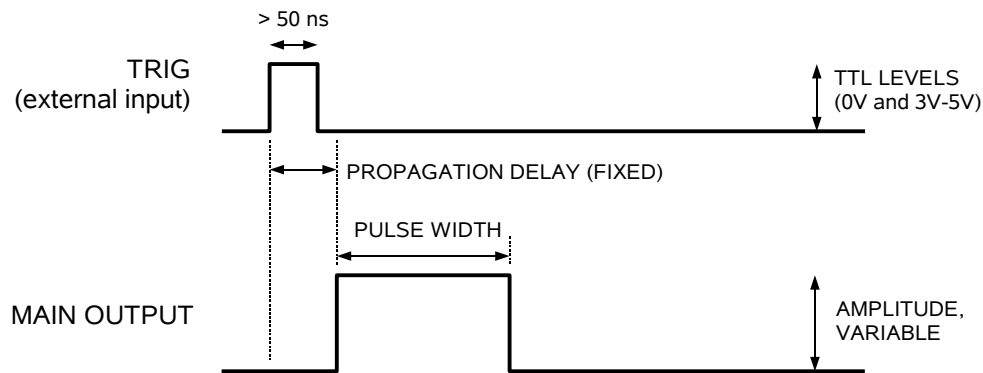 > 50 ns
TRIG
(external input)
TTL LEVELS
(0V and 3V-5V)
PROPAGATION DELAY (FIXED)
PULSE WIDTH
MAIN OUTPUT
AMPLITUDE,
VARIABLE